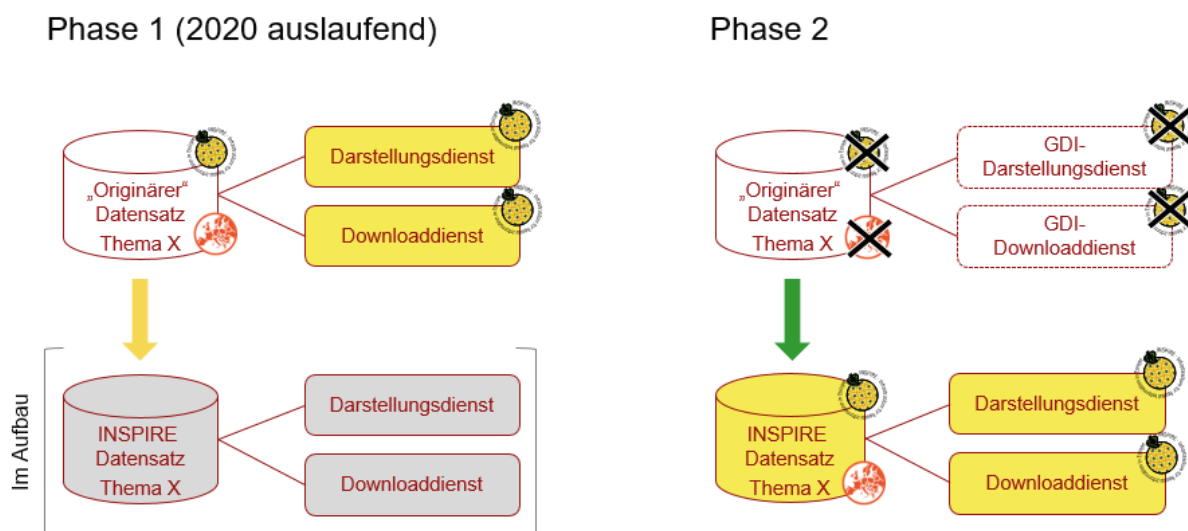 Phase 1 (2020 auslaufend)
„Originärer“
Datensatz
Thema X
Darstellungsdienst
Downloaddienst
Im Aufbau
INSPIRE
Datensatz
Thema X
Darstellungsdienst
Downloaddienst
Phase 2
„Originärer“
Datensatz
Thema X
GDI-
Darstellungsdienst
GDI-
Downloaddienst
INSPIRE
Datensatz
Thema X
Darstellungsdienst
Downloaddienst